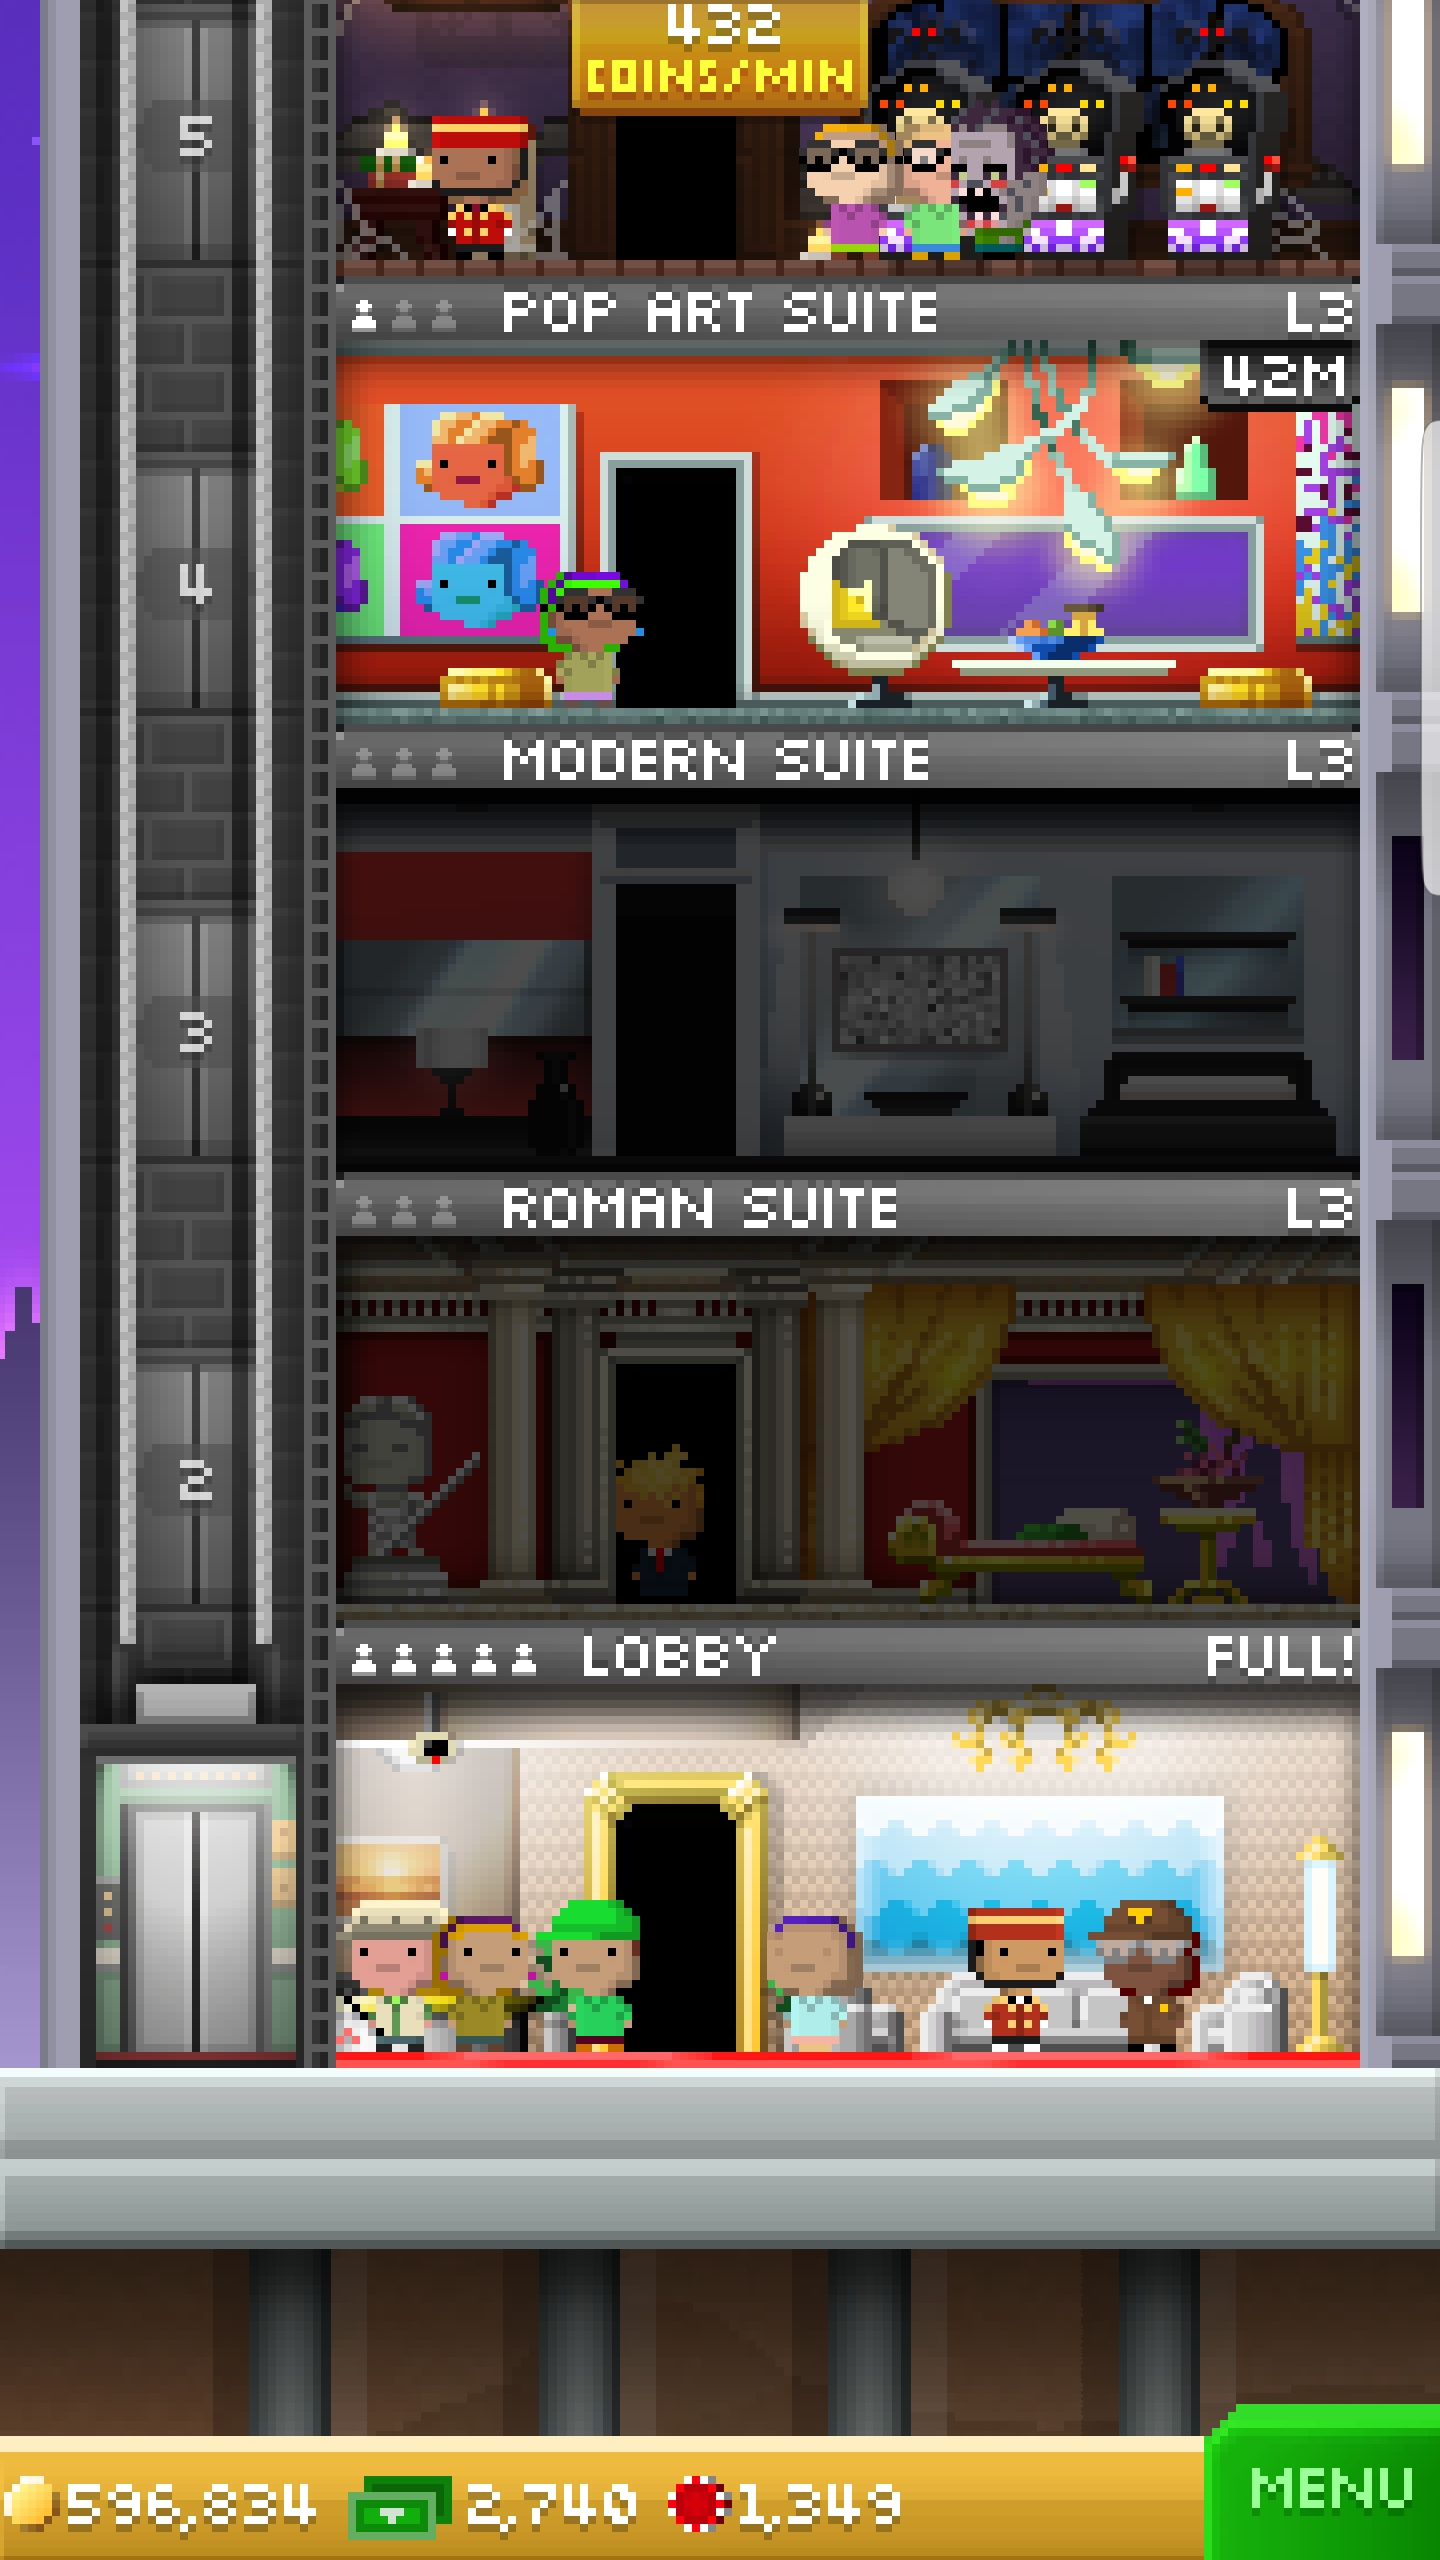 432
COINS/MIN
5
POP ART SUITE L3
42M
4
MODERN SUITE L3
3
ROMAN SUITE L3
2
LOBBY FULL!
596,834 2,740 1,349
MENU